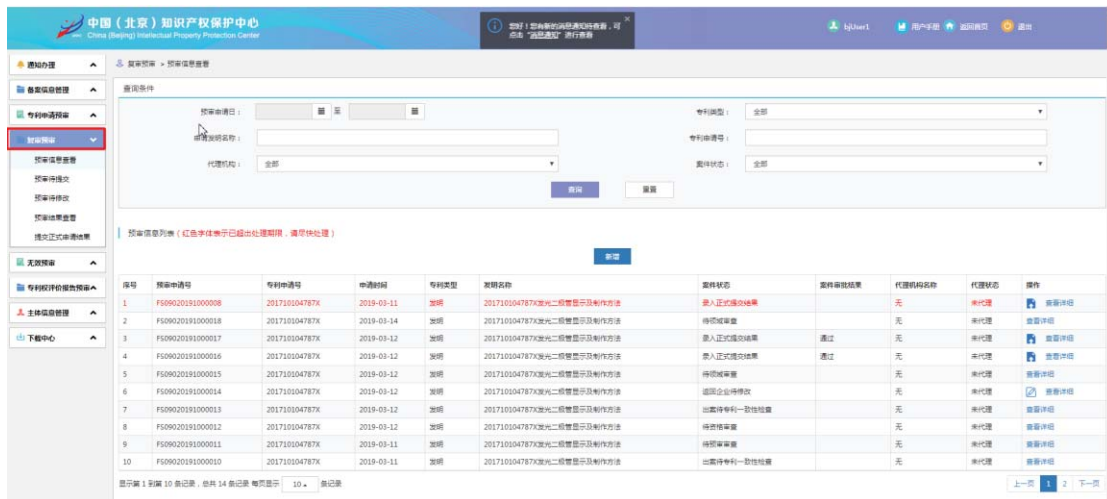 中国（北京）知识产权保护中心
China (Beijing) Intellectual Property Protection Center
您好！您有新的消息通知待查看，可
点击“消息通知”进行查看
×
bjUser1
用户手册
返回首页
退出
通知办理
备案信息管理
专利申请预审
复审预审
预审信息查看
预审待提交
预审待修改
预审结果查看
提交正式申请结果
无效预审
专利权评价报告预审
主体信息管理
下载中心
复审预审 > 预审信息查看
查询条件
预审申请日： 至 专利类型： 全部
申请发明名称： 专利申请号：
代理机构： 全部 案件状态： 全部
查询 重置
预审信息列表（红色字体表示已超出处理期限，请尽快处理）
新增
序号 预审申请号 专利申请号 申请时间 专利类型 发明名称 案件状态 案件审批结果 代理机构名称 代理状态 操作
1 FS09020191000008 201710104787X 2019-03-11 发明 201710104787X发光二极管显示及制作方法 录入正式提交结果 无 未代理 查看详细
2 FS09020191000018 201710104787X 2019-03-14 发明 201710104787X发光二极管显示及制作方法 待领域审查 无 未代理 查看详细
3 FS09020191000017 201710104787X 2019-03-12 发明 201710104787X发光二极管显示及制作方法 录入正式提交结果 通过 无 未代理 查看详细
4 FS09020191000016 201710104787X 2019-03-12 发明 201710104787X发光二极管显示及制作方法 录入正式提交结果 通过 无 未代理 查看详细
5 FS09020191000015 201710104787X 2019-03-12 发明 201710104787X发光二极管显示及制作方法 待领域审查 无 未代理 查看详细
6 FS09020191000014 201710104787X 2019-03-12 发明 201710104787X发光二极管显示及制作方法 返回企业待修改 无 未代理 查看详细
7 FS09020191000013 201710104787X 2019-03-12 发明 201710104787X发光二极管显示及制作方法 出案待专利一致性检查 无 未代理 查看详细
8 FS09020191000012 201710104787X 2019-03-12 发明 201710104787X发光二极管显示及制作方法 待资格审查 无 未代理 查看详细
9 FS09020191000011 201710104787X 2019-03-11 发明 201710104787X发光二极管显示及制作方法 待预审审查 无 未代理 查看详细
10 FS09020191000010 201710104787X 2019-03-11 发明 201710104787X发光二极管显示及制作方法 出案待专利一致性检查 无 未代理 查看详细
显示第 1 到第 10 条记录，总共 14 条记录 每页显示 10 条记录
上一页 1 2 下一页